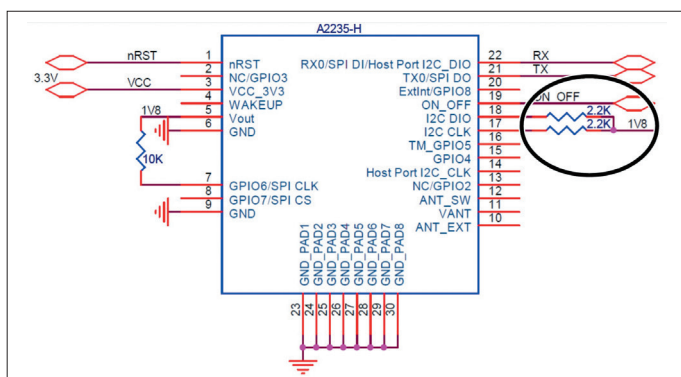 A2235-H
nRST
3.3V
VCC
1V8
10K
1
2
3
4
5
6
7
8
9
nRST
NC/GPIO3
VCC_3V3
WAKEUP
Vout
GND
GPIO6/SPI CLK
GPIO7/SPI CS
GND
RX0/SPI DI/Host Port I2C_DIO
TX0/SPI DO
ExtInt/GPIO8
ON_OFF
I2C DIO
I2C CLK
TM_GPIO5
GPIO4
Host Port I2C_CLK
NC/GPIO2
ANT_SW
VANT
ANT_EXT
22
21
20
19
18
17
16
15
14
13
12
11
10
RX
TX
ON_OFF
2.2K
2.2K
1V8
GND_PAD1
GND_PAD2
GND_PAD3
GND_PAD4
GND_PAD5
GND_PAD6
GND_PAD7
GND_PAD8
23
24
25
26
27
28
29
30